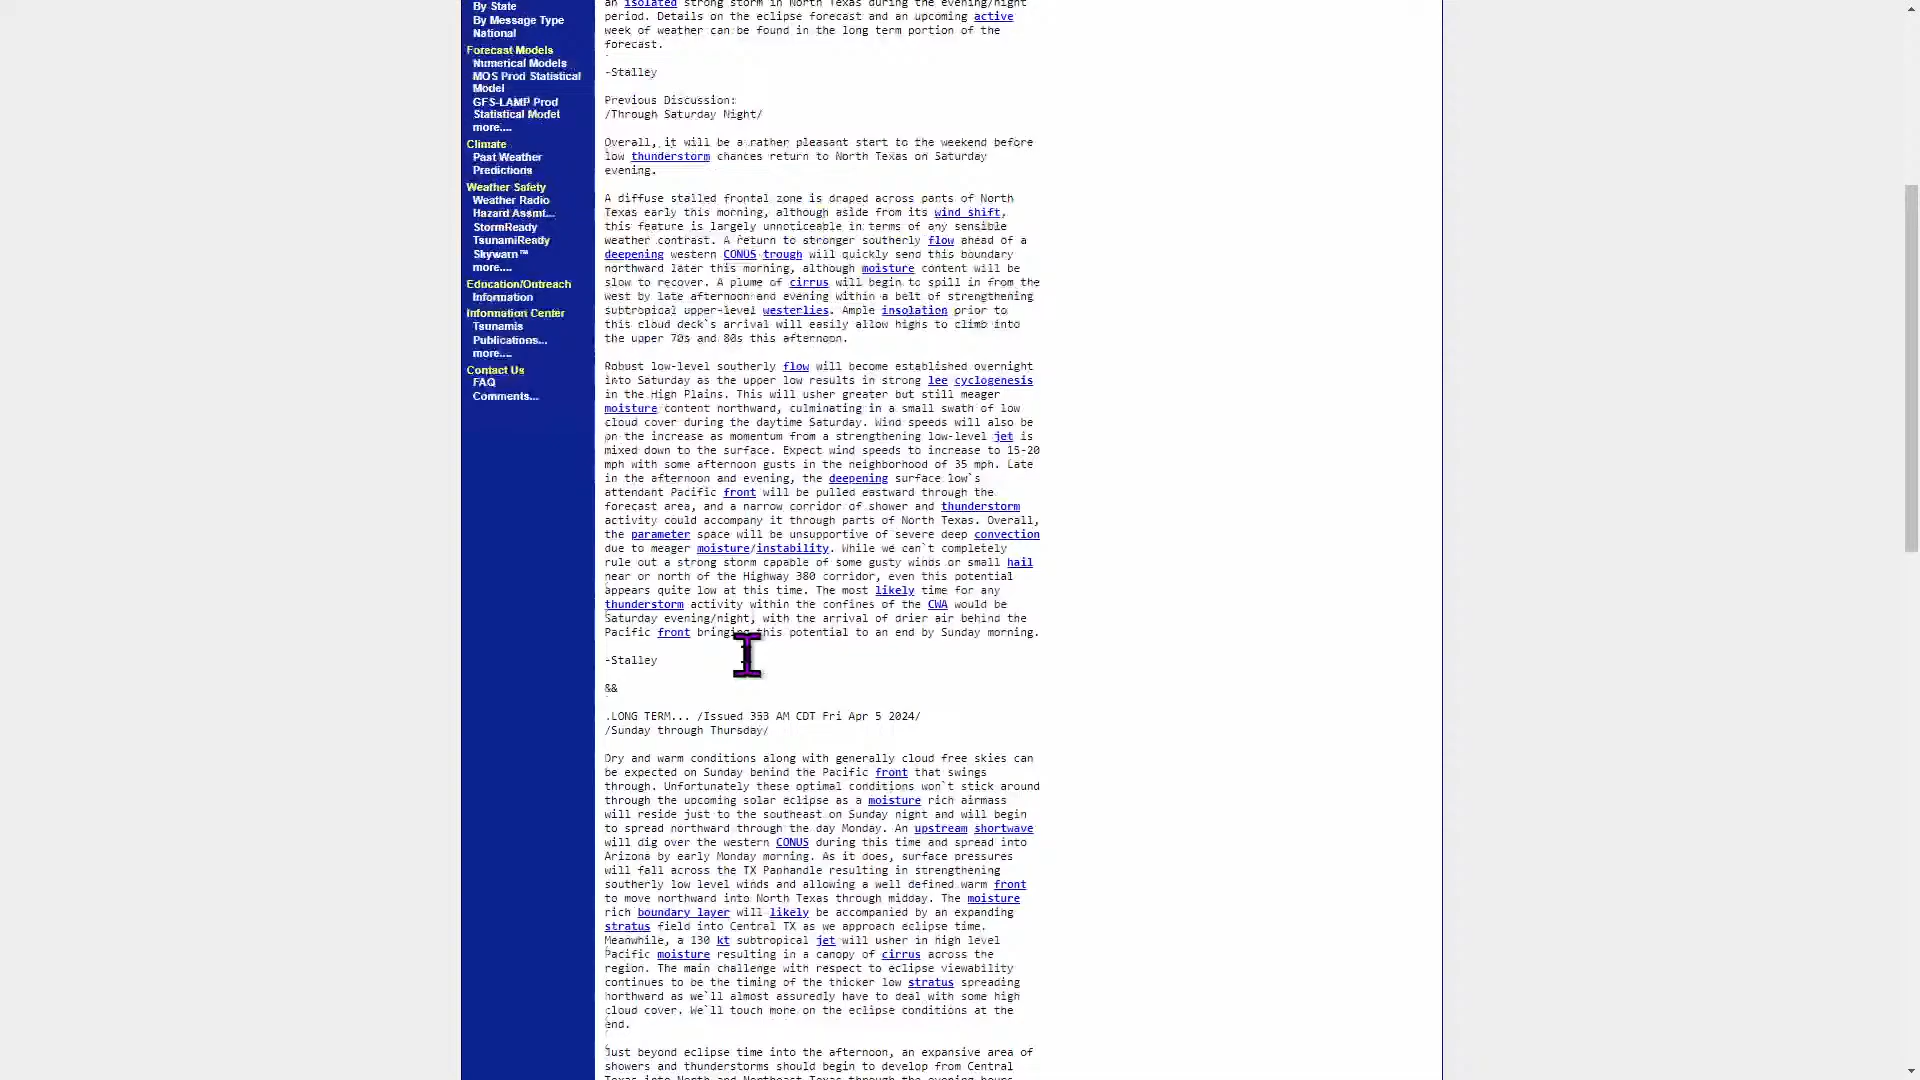 By State
By Message Type
National
Forecast Models
Numerical Models
MOS Prod Statistical
Model
GFS-LAMP Prod
Statistical Model
more....
Climate
Past Weather
Predictions
Weather Safety
Weather Radio
Hazard Assmt...
StormReady
TsunamiReady
Skywarn™
more....
Education/Outreach
Information
Information Center
Tsunamis
Publications...
more....
Contact Us
FAQ
Comments...
an isolated strong storm in North Texas during the evening/night
period. Details on the eclipse forecast and an upcoming active
week of weather can be found in the long term portion of the
forecast.
-Stalley
Previous Discussion:
/Through Saturday Night/
Overall, it will be a rather pleasant start to the weekend before
low thunderstorm chances return to North Texas on Saturday
evening.
A diffuse stalled frontal zone is draped across parts of North
Texas early this morning, although aside from its wind shift,
this feature is largely unnoticeable in terms of any sensible
weather contrast. A return to stronger southerly flow ahead of a
deepening western CONUS trough will quickly send this boundary
northward later this morning, although moisture content will be
slow to recover. A plume of cirrus will begin to spill in from the
west by late afternoon and evening within a belt of strengthening
subtropical upper-level westerlies. Ample insolation prior to
this cloud deck`s arrival will easily allow highs to climb into
the upper 70s and 80s this afternoon.
Robust low-level southerly flow will become established overnight
into Saturday as the upper low results in strong lee cyclogenesis
in the High Plains. This will usher greater but still meager
moisture content northward, culminating in a small swath of low
cloud cover during the daytime Saturday. Wind speeds will also be
on the increase as momentum from a strengthening low-level jet is
mixed down to the surface. Expect wind speeds to increase to 15-20
mph with some afternoon gusts in the neighborhood of 35 mph. Late
in the afternoon and evening, the deepening surface low`s
attendant Pacific front will be pulled eastward through the
forecast area, and a narrow corridor of shower and thunderstorm
activity could accompany it through parts of North Texas. Overall,
the parameter space will be unsupportive of severe deep convection
due to meager moisture/instability. While we can`t completely
rule out a strong storm capable of some gusty winds or small hail
near or north of the Highway 380 corridor, even this potential
appears quite low at this time. The most likely time for any
thunderstorm activity within the confines of the CWA would be
Saturday evening/night, with the arrival of drier air behind the
Pacific front bringing this potential to an end by Sunday morning.
-Stalley
&&
.LONG TERM... /Issued 353 AM CDT Fri Apr 5 2024/
/Sunday through Thursday/
Dry and warm conditions along with generally cloud free skies can
be expected on Sunday behind the Pacific front that swings
through. Unfortunately these optimal conditions won`t stick around
through the upcoming solar eclipse as a moisture rich airmass
will reside just to the southeast on Sunday night and will begin
to spread northward through the day Monday. An upstream shortwave
will dig over the western CONUS during this time and spread into
Arizona by early Monday morning. As it does, surface pressures
will fall across the TX Panhandle resulting in strengthening
southerly low level winds and allowing a well defined warm front
to move northward into North Texas through midday. The moisture
rich boundary layer will likely be accompanied by an expanding
stratus field into Central TX as we approach eclipse time.
Meanwhile, a 130 kt subtropical jet will usher in high level
Pacific moisture resulting in a canopy of cirrus across the
region. The main challenge with respect to eclipse viewability
continues to be the timing of the thicker low stratus spreading
northward as we`ll almost assuredly have to deal with some high
cloud cover. We`ll touch more on the eclipse conditions at the
end.
Just beyond eclipse time into the afternoon, an expansive area of
showers and thunderstorms should begin to develop from Central
Texas into North and Northeast Texas through the evening hours